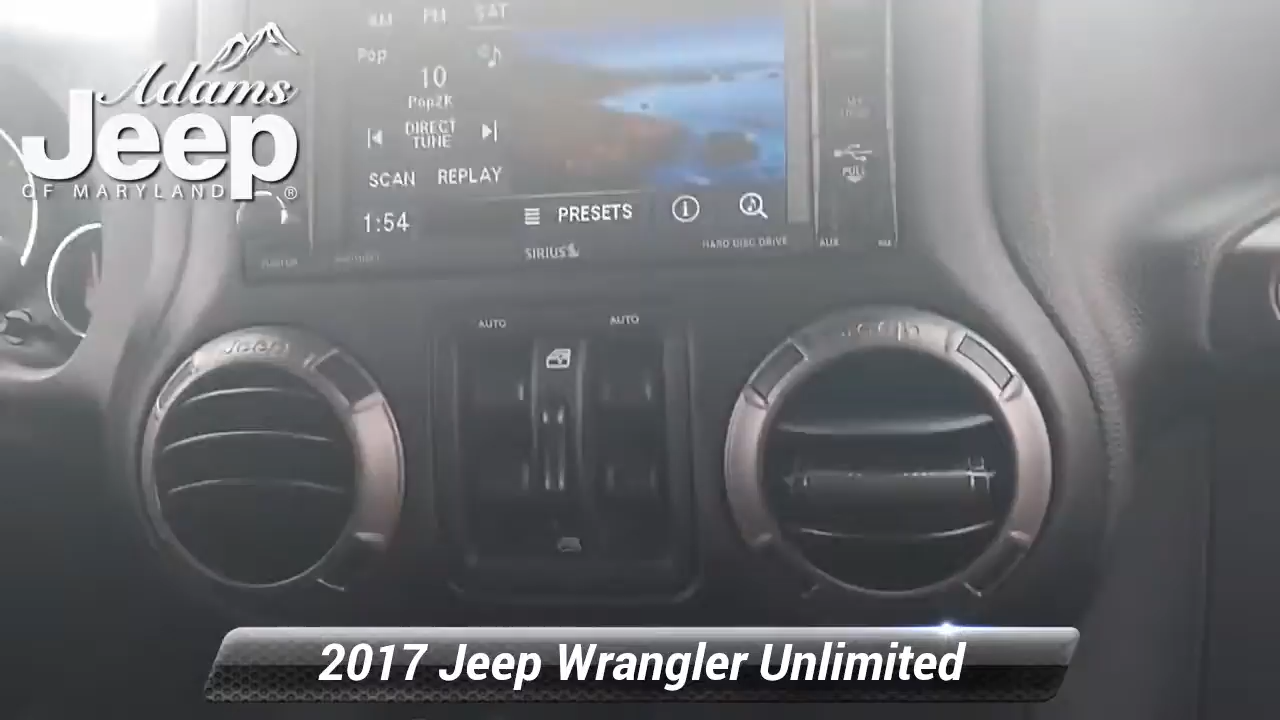 Adams
Jeep®
OF MARYLAND
AM FM SAT
Pop
10
Pop2K
DIRECT
TUNE
SCAN REPLAY
1:54
PRESETS
SIRIUS
HARD DISC DRIVE
AUX
PULL
AUTO AUTO
Jeep
Jeep
2017 Jeep Wrangler Unlimited